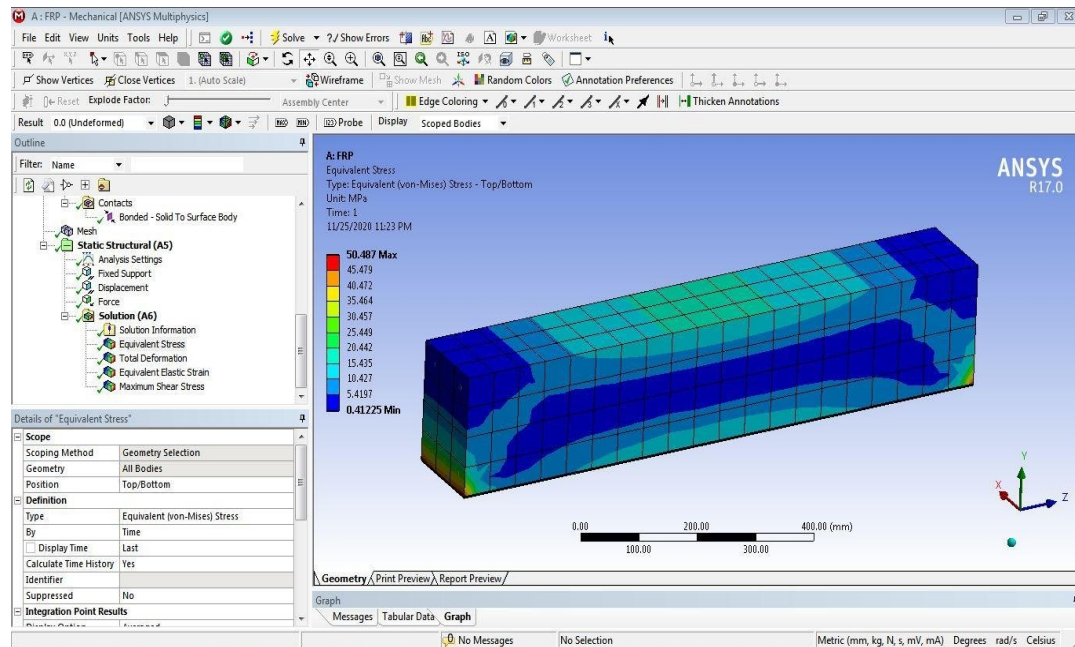 A : FRP - Mechanical [ANSYS Multiphysics]
File Edit View Units Tools Help Solve ?/ Show Errors Worksheet
Show Vertices Close Vertices 1. (Auto Scale) Wireframe Show Mesh Random Colors Annotation Preferences
Reset Explode Factor: Assembly Center Edge Coloring Thicken Annotations
Result 0.0 (Undeformed) Probe Display Scoped Bodies
Outline
Filter: Name
Contacts
Bonded - Solid To Surface Body
Mesh
Static Structural (A5)
Analysis Settings
Fixed Support
Displacement
Force
Solution (A6)
Solution Information
Equivalent Stress
Total Deformation
Equivalent Elastic Strain
Maximum Shear Stress
Details of "Equivalent Stress"
Scope
Scoping Method Geometry Selection
Geometry All Bodies
Position Top/Bottom
Definition
Type Equivalent (von-Mises) Stress
By Time
Display Time Last
Calculate Time History Yes
Identifier
Suppressed No
Integration Point Results
A: FRP
Equivalent Stress
Type: Equivalent (von-Mises) Stress - Top/Bottom
Unit: MPa
Time: 1
11/25/2020 11:23 PM
50.487 Max
45.479
40.472
35.464
30.457
25.449
20.442
15.435
10.427
5.4197
0.41225 Min
ANSYS
R17.0
Y
X
Z
0.00 200.00 400.00 (mm)
100.00 300.00
Geometry Print Preview Report Preview
Graph
Messages Tabular Data Graph
No Messages No Selection Metric (mm, kg, N, s, mV, mA) Degrees rad/s Celsius